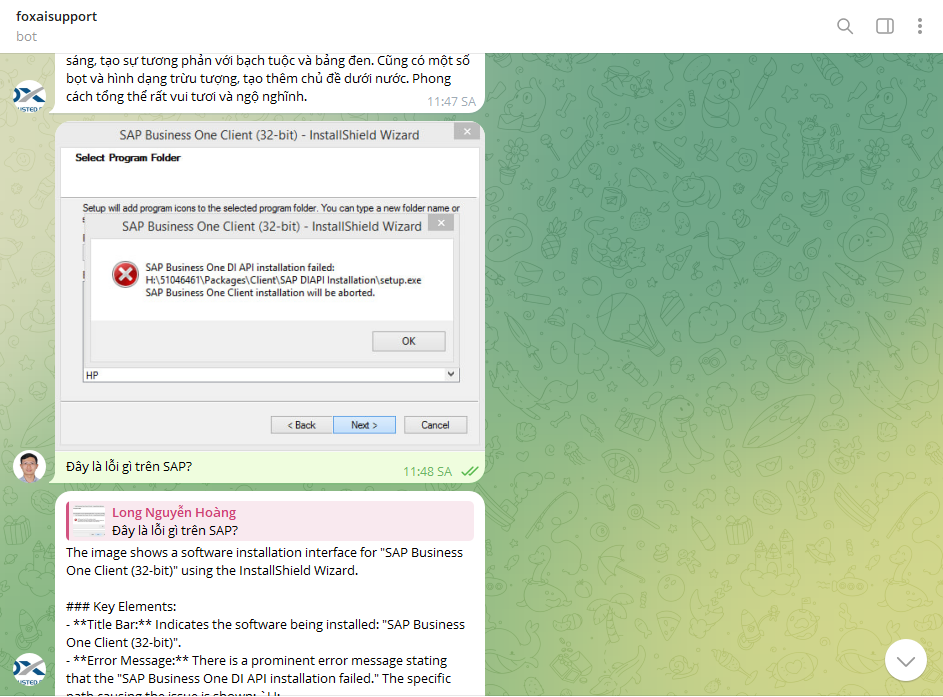 foxaisupport
bot
sáng, tạo sự tương phản với bạch tuộc và bảng đen. Cũng có một số
bọt và hình dạng trừu tượng, tạo thêm chủ đề dưới nước. Phong
cách tổng thể rất vui tươi và ngộ nghĩnh.
11:47 SA
SAP Business One Client (32-bit) - InstallShield Wizard
Select Program Folder
Setup will add program icons to the selected program folder. You can type a new folder name or
SAP Business One Client (32-bit) - InstallShield Wizard
SAP Business One DI API installation failed:
H:\51046461\Packages\Client\SAP DIAPI Installation\setup.exe
SAP Business One Client installation will be aborted.
OK
HP
< Back
Next >
Cancel
Đây là lỗi gì trên SAP?
11:48 SA
Long Nguyễn Hoàng
Đây là lỗi gì trên SAP?
The image shows a software installation interface for "SAP Business
One Client (32-bit)" using the InstallShield Wizard.
### Key Elements:
- **Title Bar:** Indicates the software being installed: "SAP Business
One Client (32-bit)".
- **Error Message:** There is a prominent error message stating
that the "SAP Business One DI API installation failed." The specific
path causing the issue is shown: `H: